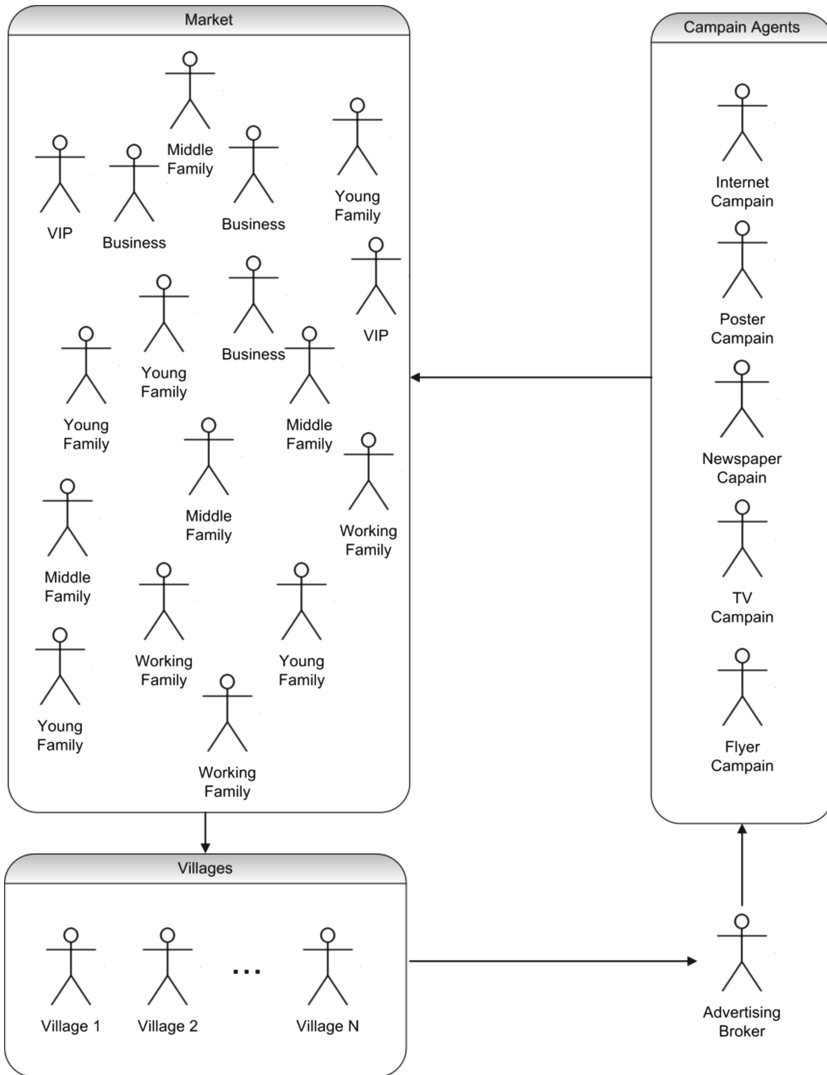 Market
Campain Agents
Middle
Family
VIP
Business
Business
Young
Family
Internet
Campain
Young
Family
Business
VIP
Poster
Campain
Young
Family
Middle
Family
Newspaper
Capain
Middle
Family
Working
Family
Middle
Family
TV
Campain
Working
Family
Young
Family
Young
Family
Flyer
Campain
Working
Family
Villages
Village 1
Village 2
...
Village N
Advertising
Broker